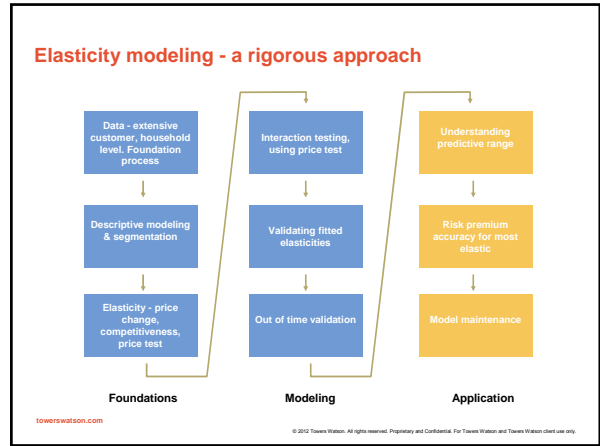 Elasticity modeling - a rigorous approach
Data - extensive
customer, household
level. Foundation
process
Descriptive modeling
& segmentation
Elasticity - price
change,
competitiveness,
price test
Foundations
Interaction testing,
using price test
Validating fitted
elasticities
Out of time validation
Modeling
Understanding
predictive range
Risk premium
accuracy for most
elastic
Model maintenance
Application
towerswatson.com
© 2012 Towers Watson. All rights reserved. Proprietary and Confidential. For Towers Watson and Towers Watson client use only.